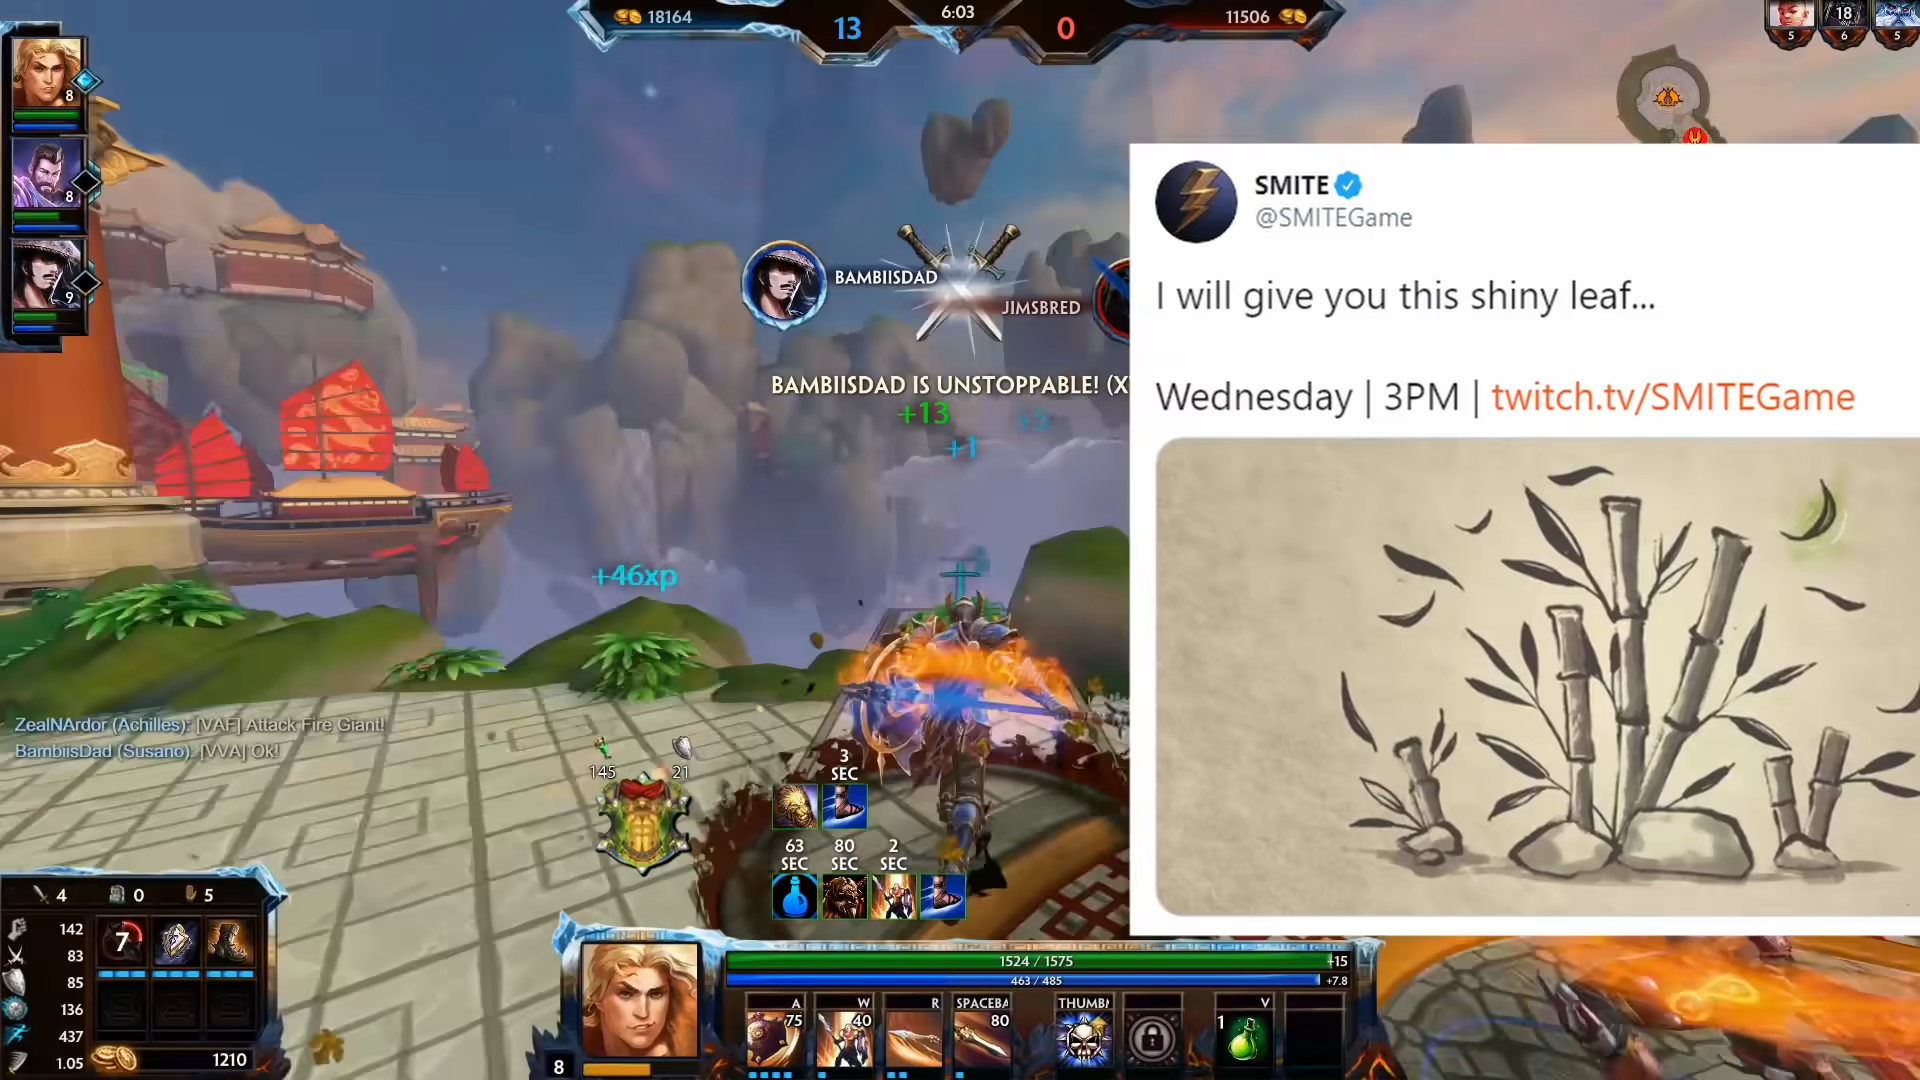 18164
13
6:03
0
11506
18
5
6
5
8
8
9
BAMBIISDAD
JIMSBRED
BAMBIISDAD IS UNSTOPPABLE! (X
+13
+5
+1
+46xp
SMITE
@SMITEGame
I will give you this shiny leaf...
Wednesday | 3PM | twitch.tv/SMITEGame
ZealNArdor (Achilles): [VAF] Attack Fire Giant!
BambiisDad (Susano): [VVA] Ok!
145
21
3
SEC
63
SEC
80
SEC
2
SEC
4
0
5
142
83
85
136
437
1.05
7
1210
1524 / 1575
+15
463 / 485
+7.8
A
W
R
SPACEBA
THUMB
V
75
40
80
1
8